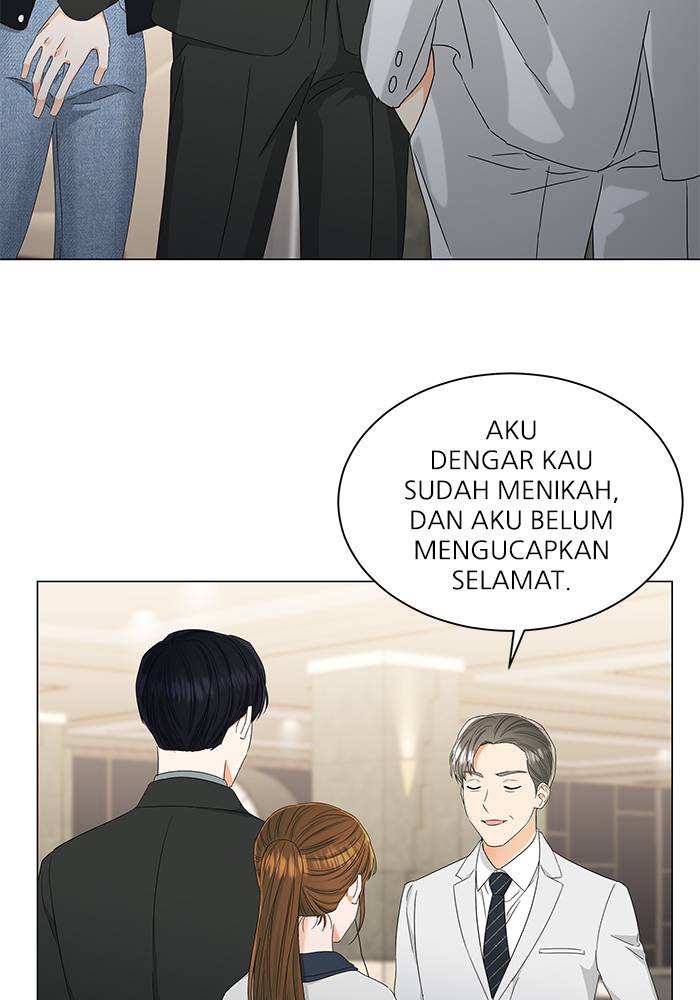 AKU
DENGAR KAU
SUDAH MENIKAH,
DAN AKU BELUM
MENGUCAPKAN
SELAMAT.